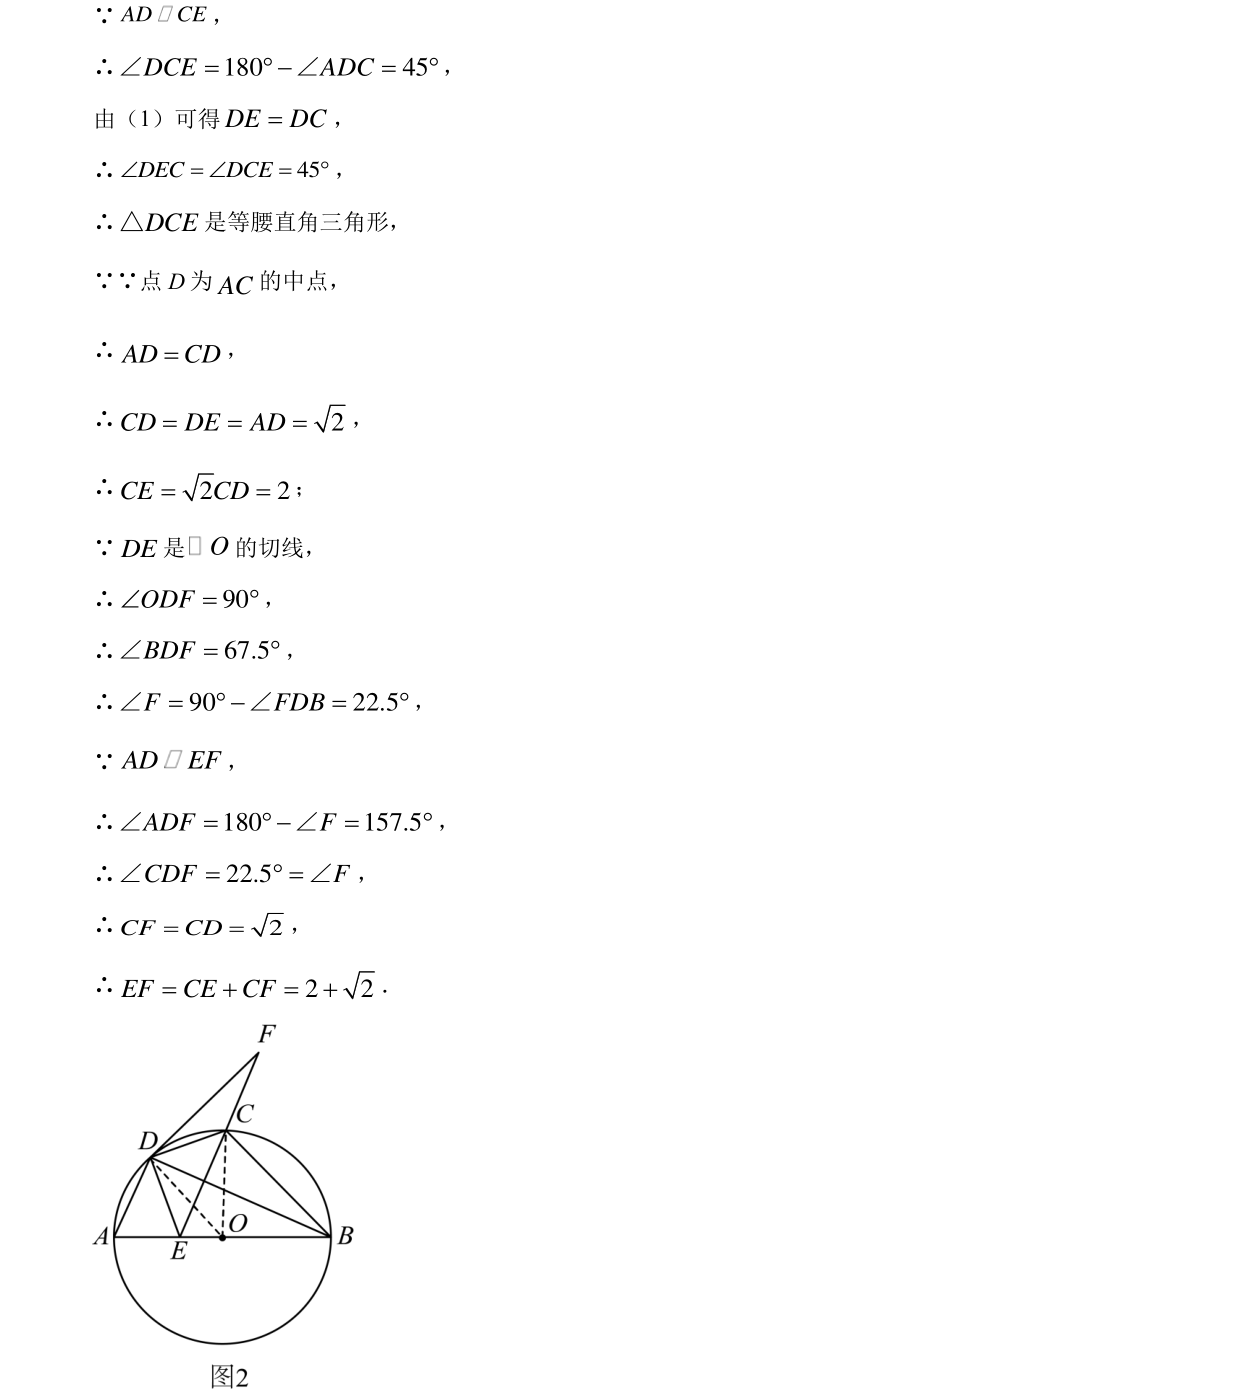 ∵ AD ▱ CE，
∴ ∠DCE = 180° − ∠ADC = 45°，
由（1）可得 DE = DC，
∴ ∠DEC = ∠DCE = 45°，
∴ △DCE 是等腰直角三角形，
∵∵点 D 为 AC 的中点，
∴ AD = CD，
∴ CD = DE = AD = √2，
∴ CE = √2CD = 2；
∵ DE 是▯ O 的切线，
∴ ∠ODF = 90°，
∴ ∠BDF = 67.5°，
∴ ∠F = 90° − ∠FDB = 22.5°，
∵ AD ▱ EF，
∴ ∠ADF = 180° − ∠F = 157.5°，
∴ ∠CDF = 22.5° = ∠F，
∴ CF = CD = √2，
∴ EF = CE + CF = 2 + √2．
F
C
D
A
E
O
B
图2